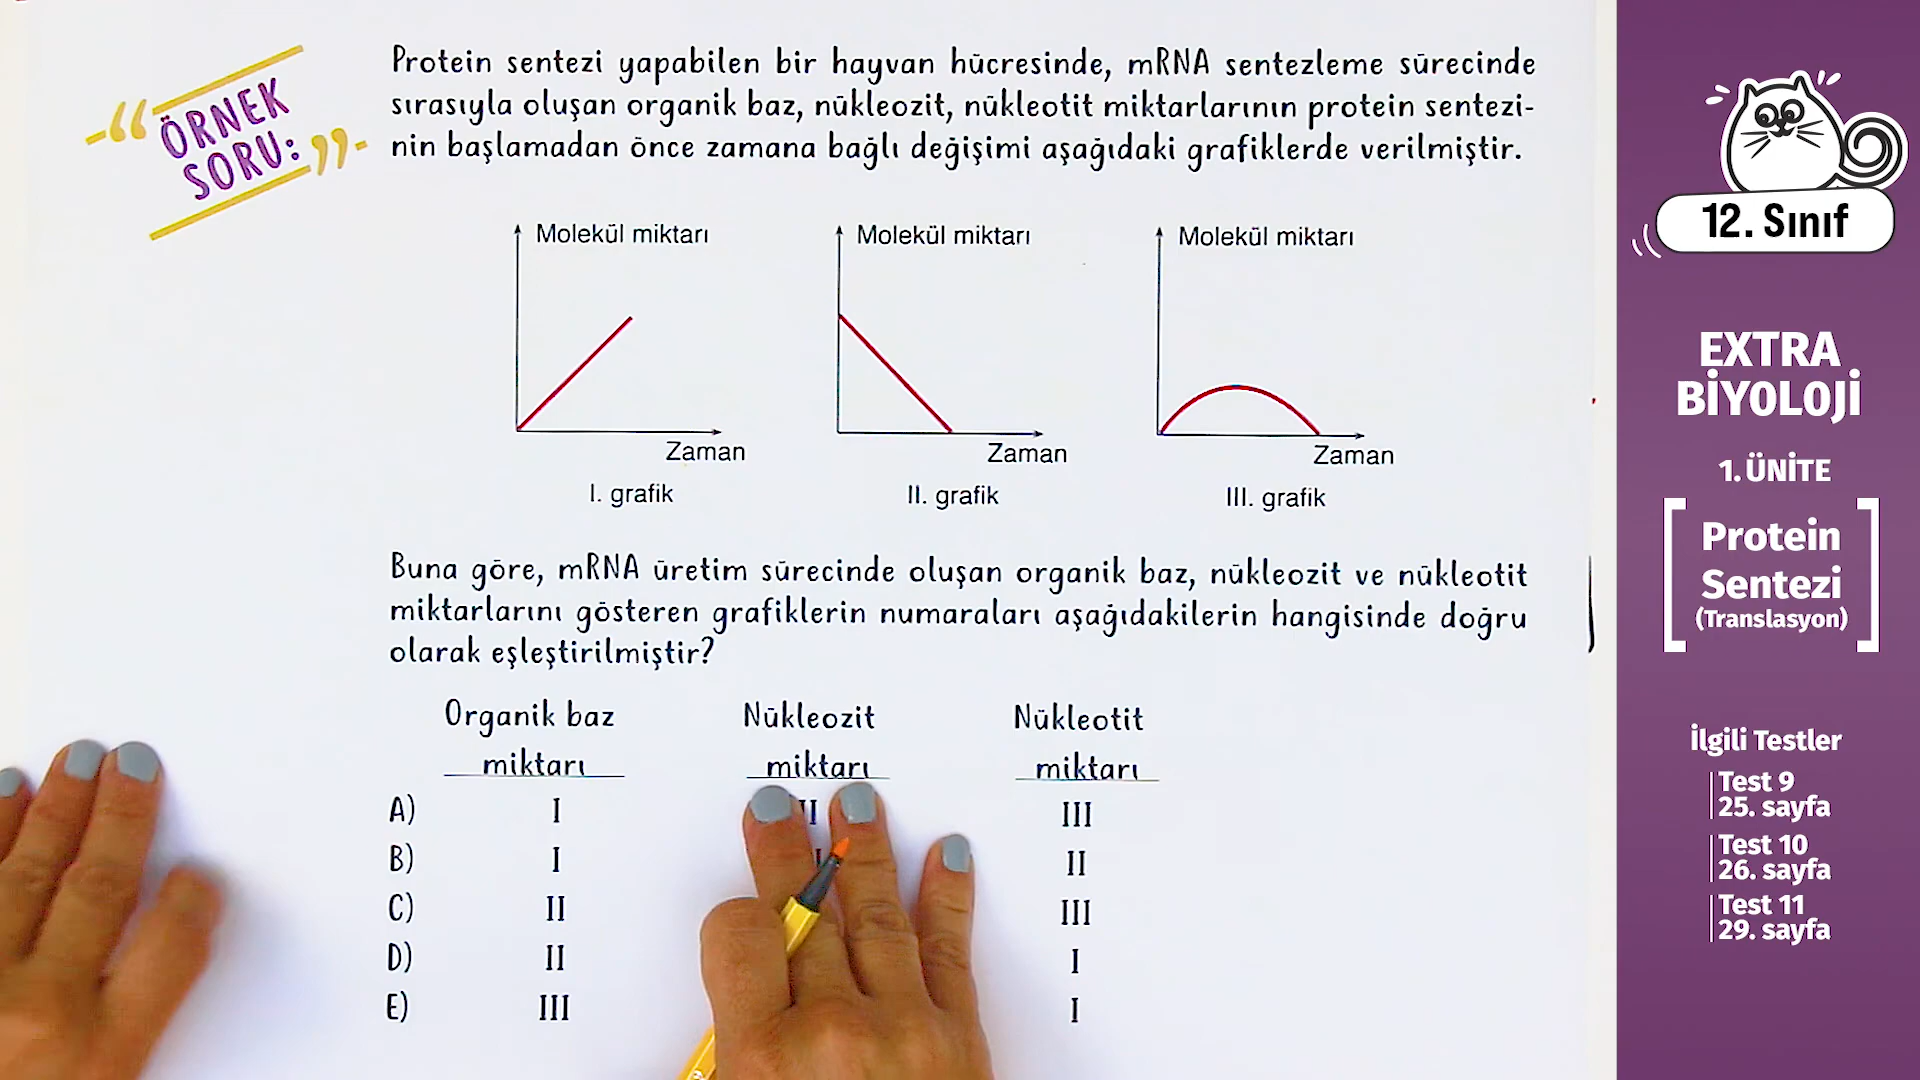 ÖRNEK
SORU:
Protein sentezi yapabilen bir hayvan hücresinde, mRNA sentezleme sürecinde
sırasıyla oluşan organik baz, nükleozit, nükleotit miktarlarının protein sentezi-
nin başlamadan önce zamana bağlı değişimi aşağıdaki grafiklerde verilmiştir.
Molekül miktarı
Zaman
I. grafik
Molekül miktarı
Zaman
II. grafik
Molekül miktarı
Zaman
III. grafik
Buna göre, mRNA üretim sürecinde oluşan organik baz, nükleozit ve nükleotit
miktarlarını gösteren grafiklerin numaraları aşağıdakilerin hangisinde doğru
olarak eşleştirilmiştir?
Organik baz Nükleozit Nükleotit
miktarı miktarı miktarı
A) I III
B) I II
C) II III
D) II I
E) III I
12. Sınıf
EXTRA
BİYOLOJİ
1. ÜNİTE
Protein
Sentezi
(Translasyon)
İlgili Testler
Test 9
25. sayfa
Test 10
26. sayfa
Test 11
29. sayfa